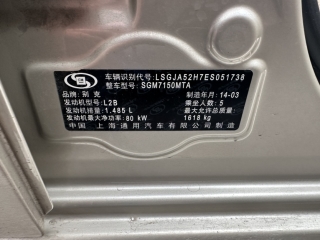 车辆识别代号: LSGJA52H7ES051738
整车型号: SGM7150MTA
品牌: 别克 制造年月: 14-03
发动机型号: L2B 乘坐人数: 5
发动机排量: 1.485 L 最大允许总质量:
发动机最大净功率: 80 kW 1618 kg
中国 上海通用汽车有限公司制造